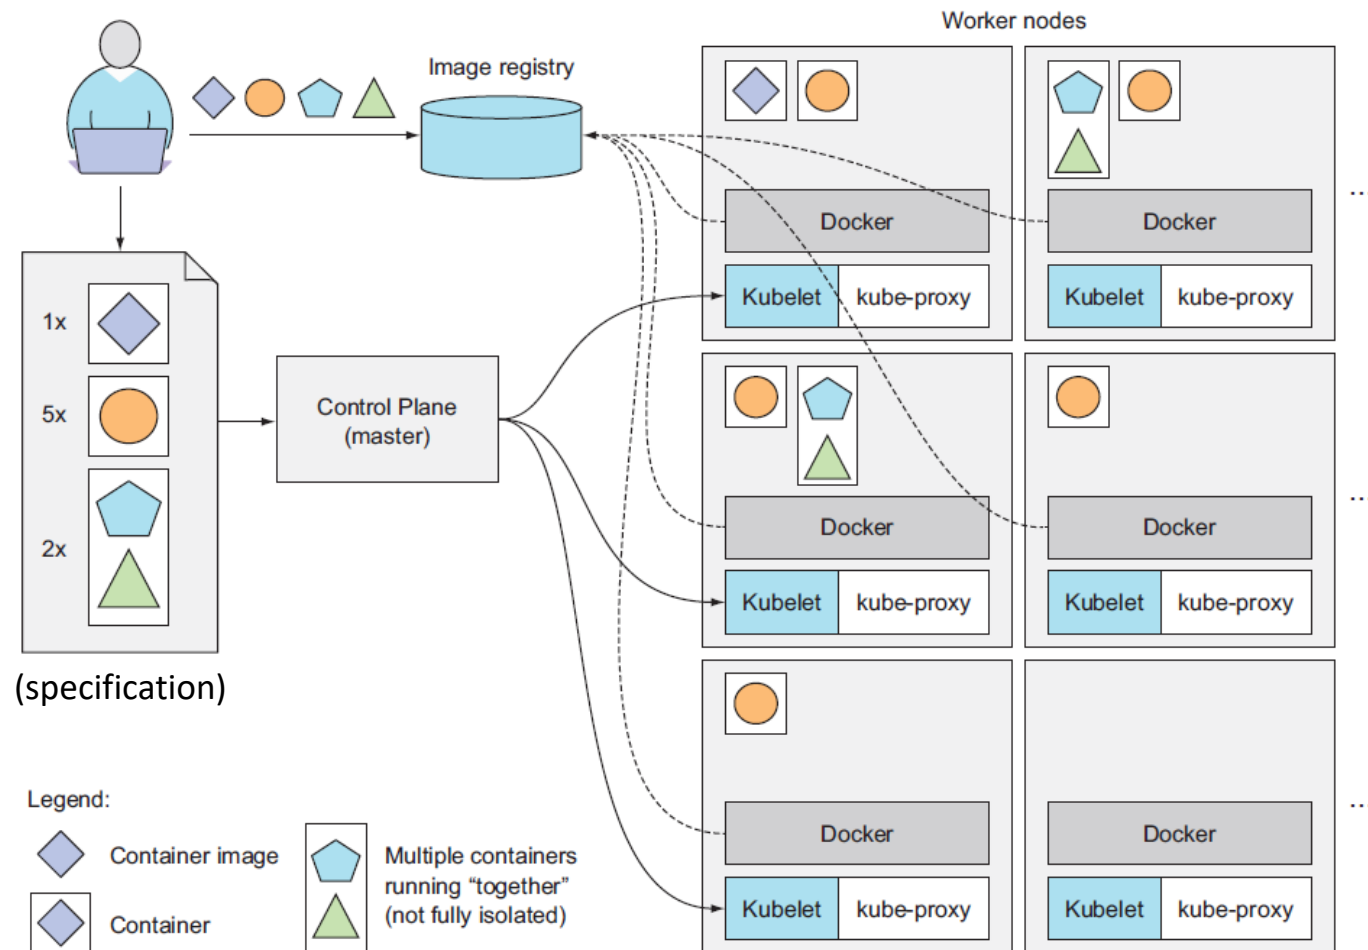 Worker nodes
Image registry
Docker
Kubelet
kube-proxy
Docker
Kubelet
kube-proxy
..
1x
5x
2x
Control Plane
(master)
Docker
Kubelet
kube-proxy
Docker
Kubelet
kube-proxy
..
(specification)
Docker
Kubelet
kube-proxy
Docker
Kubelet
kube-proxy
..
Legend:
Container image
Container
Multiple containers
running “together”
(not fully isolated)